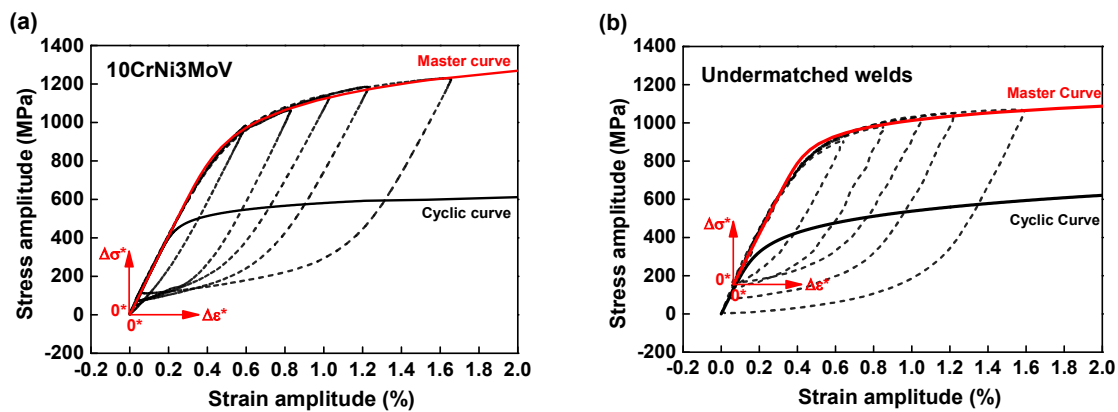 (a)
1400
1200
1000
800
600
400
200
0
-200
Stress amplitude (MPa)
10CrNi3MoV
Master curve
Cyclic curve
Δσ*
0*
0*
Δε*
-0.2 0.0 0.2 0.4 0.6 0.8 1.0 1.2 1.4 1.6 1.8 2.0
Strain amplitude (%)
(b)
1400
1200
1000
800
600
400
200
0
-200
Stress amplitude (MPa)
Undermatched welds
Master Curve
Cyclic Curve
Δσ*
0*
0*
Δε*
-0.2 0.0 0.2 0.4 0.6 0.8 1.0 1.2 1.4 1.6 1.8 2.0
Strain amplitude (%)